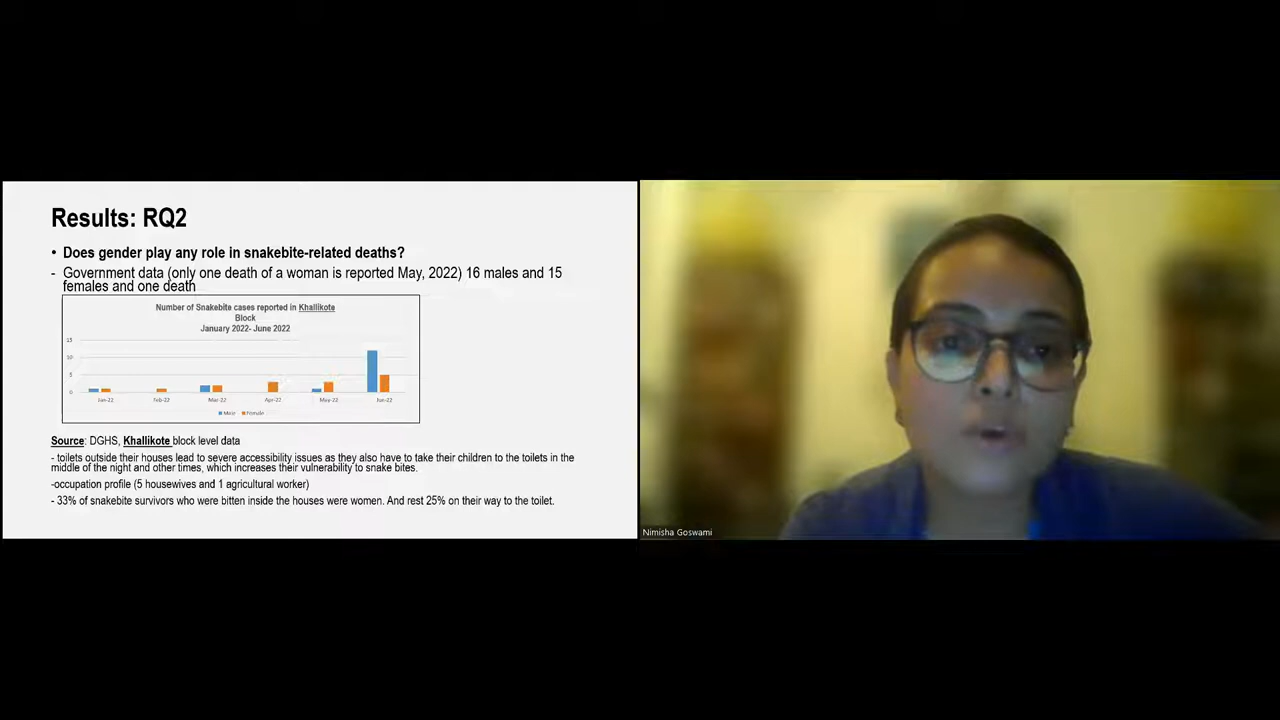 Results: RQ2
• Does gender play any role in snakebite-related deaths?
- Government data (only one death of a woman is reported May, 2022) 16 males and 15
females and one death
Number of Snakebite cases reported in Khallikote
Block
January 2022- June 2022
15
10
5
0
Jan-22 Feb-22 Mar-22 Apr-22 May-22 Jun-22
Male Female
Source: DGHS, Khallikote block level data
- toilets outside their houses lead to severe accessibility issues as they also have to take their children to the toilets in the
middle of the night and other times, which increases their vulnerability to snake bites.
-occupation profile (5 housewives and 1 agricultural worker)
- 33% of snakebite survivors who were bitten inside the houses were women. And rest 25% on their way to the toilet.
Nimisha Goswami